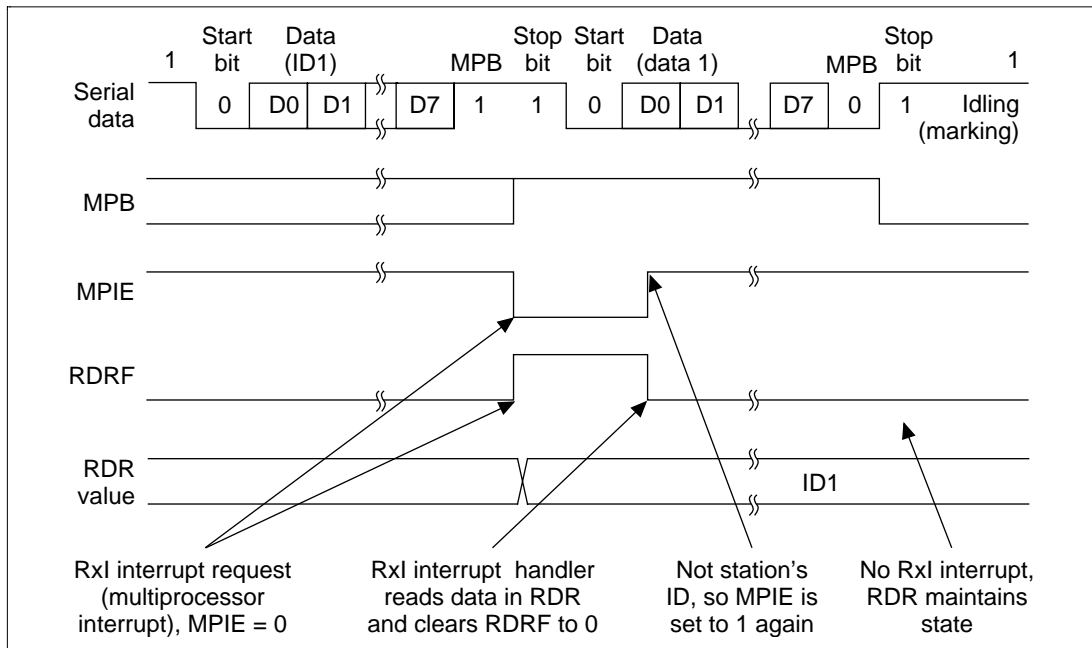 Start Data Stop Start Data Stop
1 bit (ID1) MPB bit bit (data 1) MPB bit 1
Serial data 0 D0 D1 D7 1 1 0 D0 D1 D7 0 1 Idling (marking)
MPB
MPIE
RDRF
RDR value
ID1
RxI interrupt request
(multiprocessor
interrupt), MPIE = 0
RxI interrupt handler
reads data in RDR
and clears RDRF to 0
Not station's
ID, so MPIE is
set to 1 again
No RxI interrupt,
RDR maintains
state